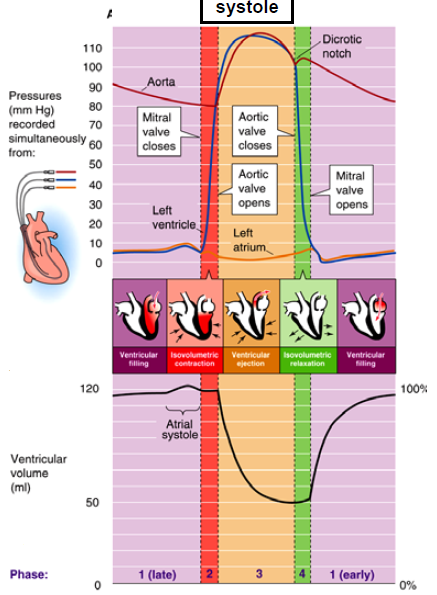 A
systole
Pressures
(mm Hg)
recorded
simultaneously
from:
110
100
90
80
70
60
50
40
30
20
10
0
Aorta
Dicrotic
notch
Mitral
valve
closes
Aortic
valve
closes
Aortic
valve
opens
Mitral
valve
opens
Left
ventricle
Left
atrium
Ventricular
filling
Isovolumetric
contraction
Ventricular
ejection
Isovolumetric
relaxation
Ventricular
filling
120
100%
Atrial
systole
Ventricular
volume
(ml)
50
Phase:
0
1 (late)
2
3
4
1 (early)
0%